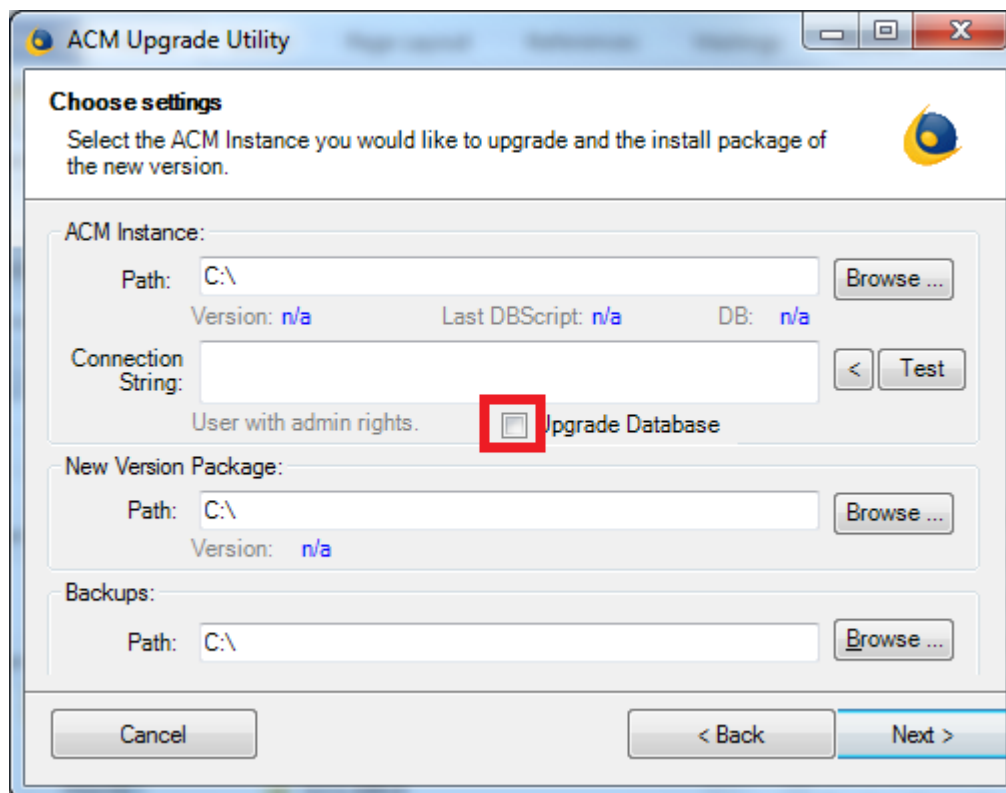 ACM Upgrade Utility
Choose settings
Select the ACM Instance you would like to upgrade and the install package of
the new version.
ACM Instance:
Path: C:\ Browse ...
Version: n/a Last DBScript: n/a DB: n/a
Connection
String: < Test
User with admin rights. Upgrade Database
New Version Package:
Path: C:\ Browse ...
Version: n/a
Backups:
Path: C:\ Browse ...
Cancel < Back Next >